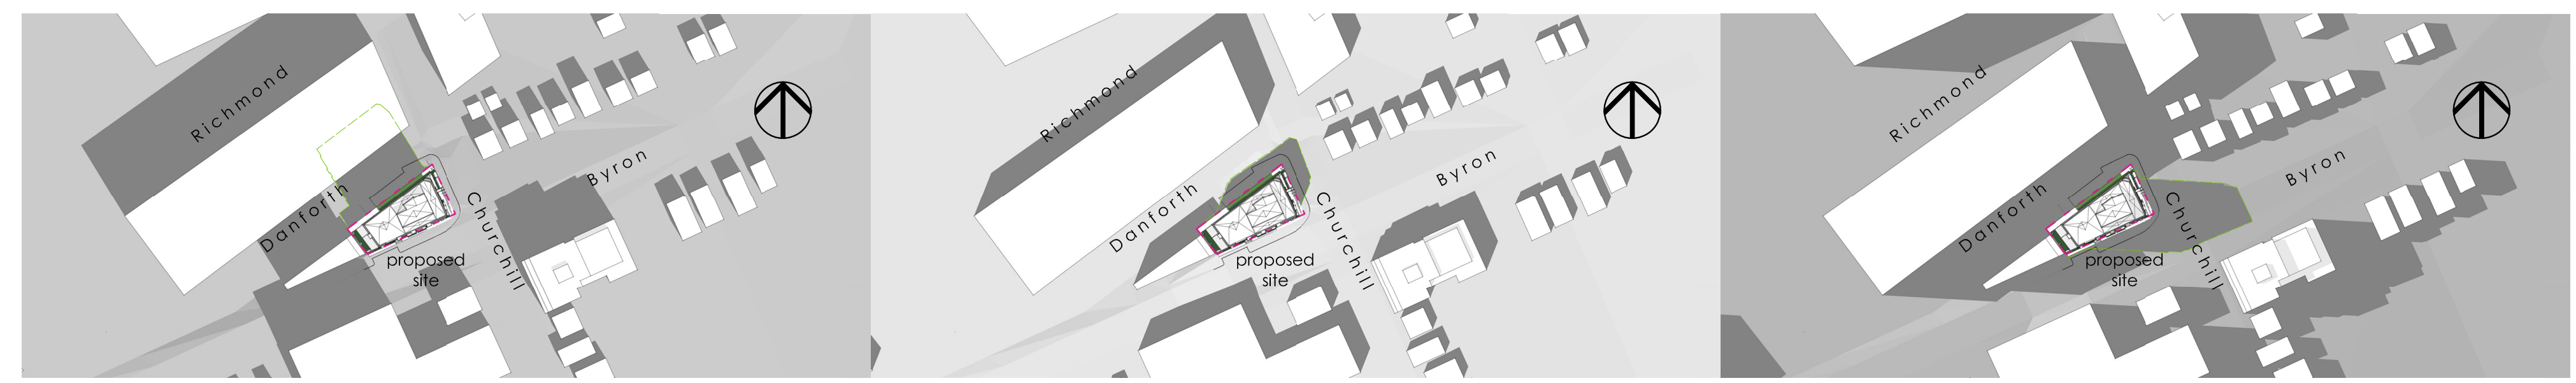 Richmond
Danforth
Byron
Churchill
proposed
site
Richmond
Danforth
Byron
Churchill
proposed
site
Richmond
Danforth
Byron
Churchill
proposed
site